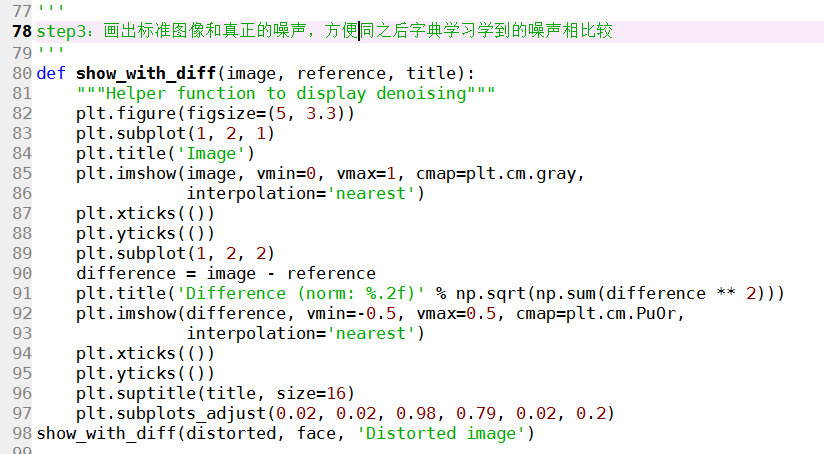 77 '''
78 step3：画出标准图像和真正的噪声，方便同之后字典学习学到的噪声相比较
79 '''
80 def show_with_diff(image, reference, title):
81     """Helper function to display denoising"""
82     plt.figure(figsize=(5, 3.3))
83     plt.subplot(1, 2, 1)
84     plt.title('Image')
85     plt.imshow(image, vmin=0, vmax=1, cmap=plt.cm.gray,
86                interpolation='nearest')
87     plt.xticks(())
88     plt.yticks(())
89     plt.subplot(1, 2, 2)
90     difference = image - reference
91     plt.title('Difference (norm: %.2f)' % np.sqrt(np.sum(difference ** 2)))
92     plt.imshow(difference, vmin=-0.5, vmax=0.5, cmap=plt.cm.PuOr,
93                interpolation='nearest')
94     plt.xticks(())
95     plt.yticks(())
96     plt.suptitle(title, size=16)
97     plt.subplots_adjust(0.02, 0.02, 0.98, 0.79, 0.02, 0.2)
98 show_with_diff(distorted, face, 'Distorted image')
99